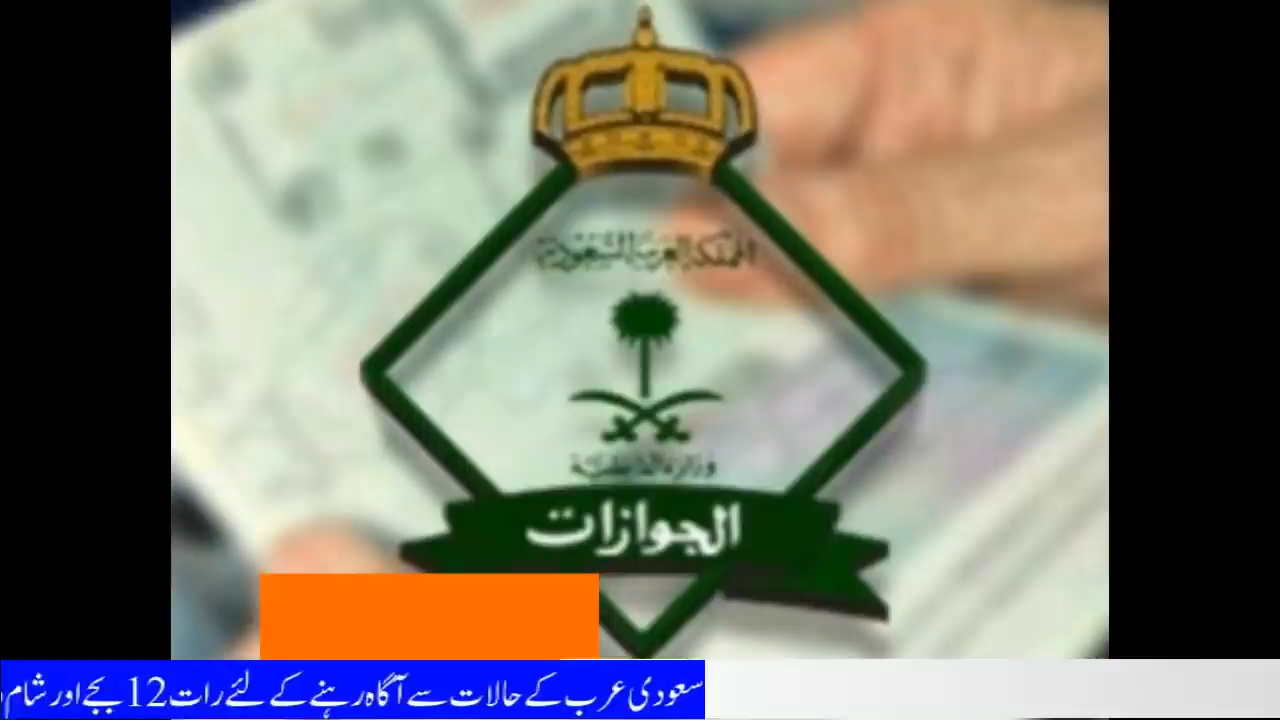 المملكة العربية السعودية
وزارة الداخلية
الجوازات
سعودی عرب کے حالات سے آگاہ رہنے کے لئے رات 12 بجے اور شام